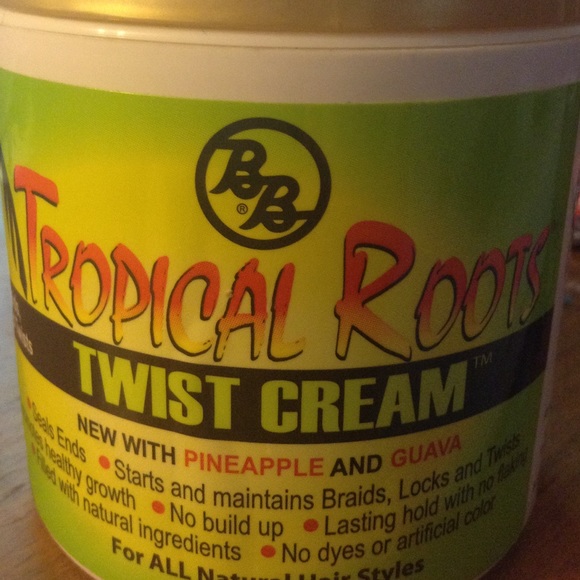 BB
®
TROPICAL ROOTS
TWIST CREAM™
NEW WITH PINEAPPLE AND GUAVA
Seals Ends • Starts and maintains Braids, Locks and Twists
healthy growth • No build up • Lasting hold with no flaking
Filled with natural ingredients • No dyes or artificial color
For ALL Natural Hair Styles